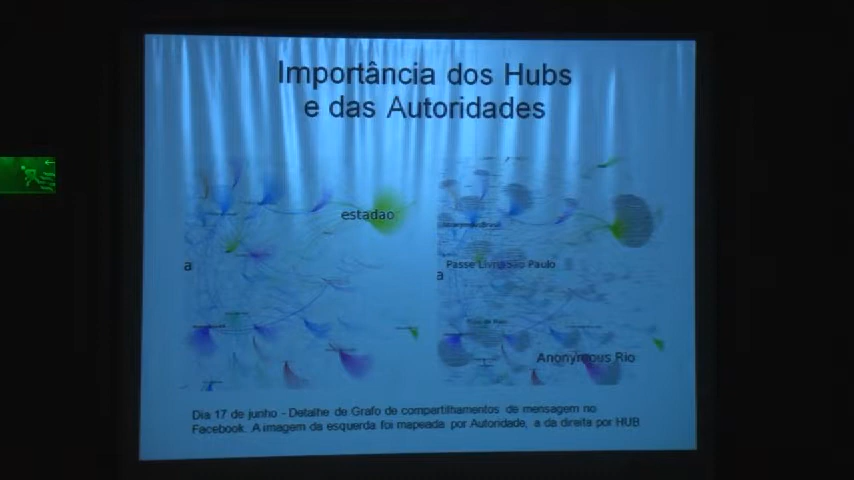 Importância dos Hubs
e das Autoridades
estadao
a
Passe Livre São Paulo
a
Anonymous Rio
Dia 17 de junho - Detalhe de Grafo de compartilhamentos de mensagem no
Facebook. A imagem da esquerda foi mapeada por Autoridade, a da direita por HUB